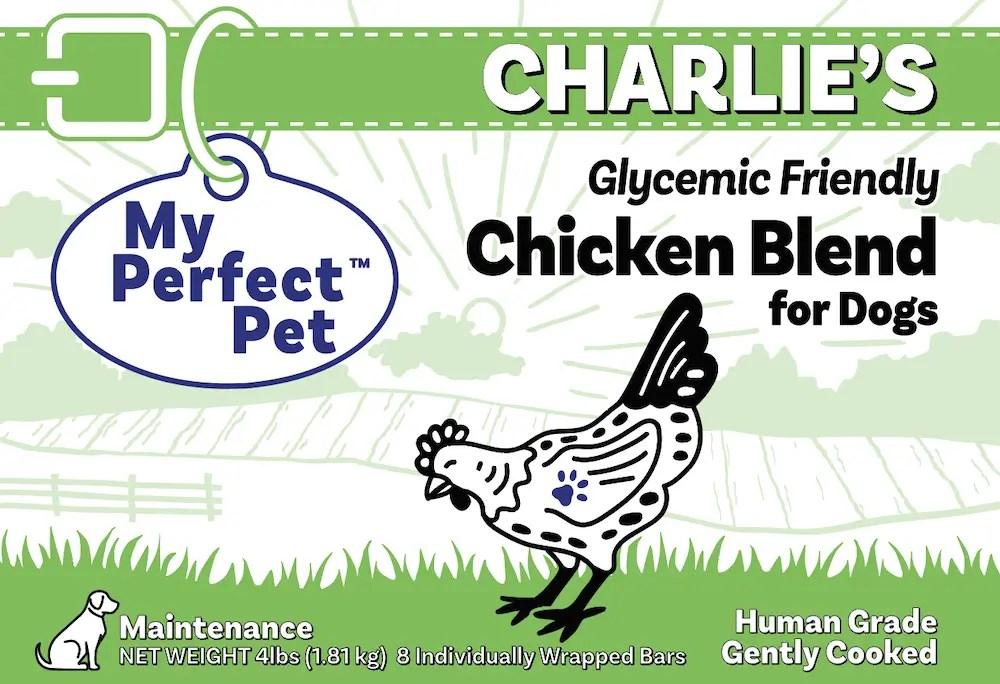 CHARLIE'S
My
Perfect™
Pet
Glycemic Friendly
Chicken Blend
for Dogs
Maintenance
NET WEIGHT 4lbs (1.81 kg) 8 Individually Wrapped Bars
Human Grade
Gently Cooked